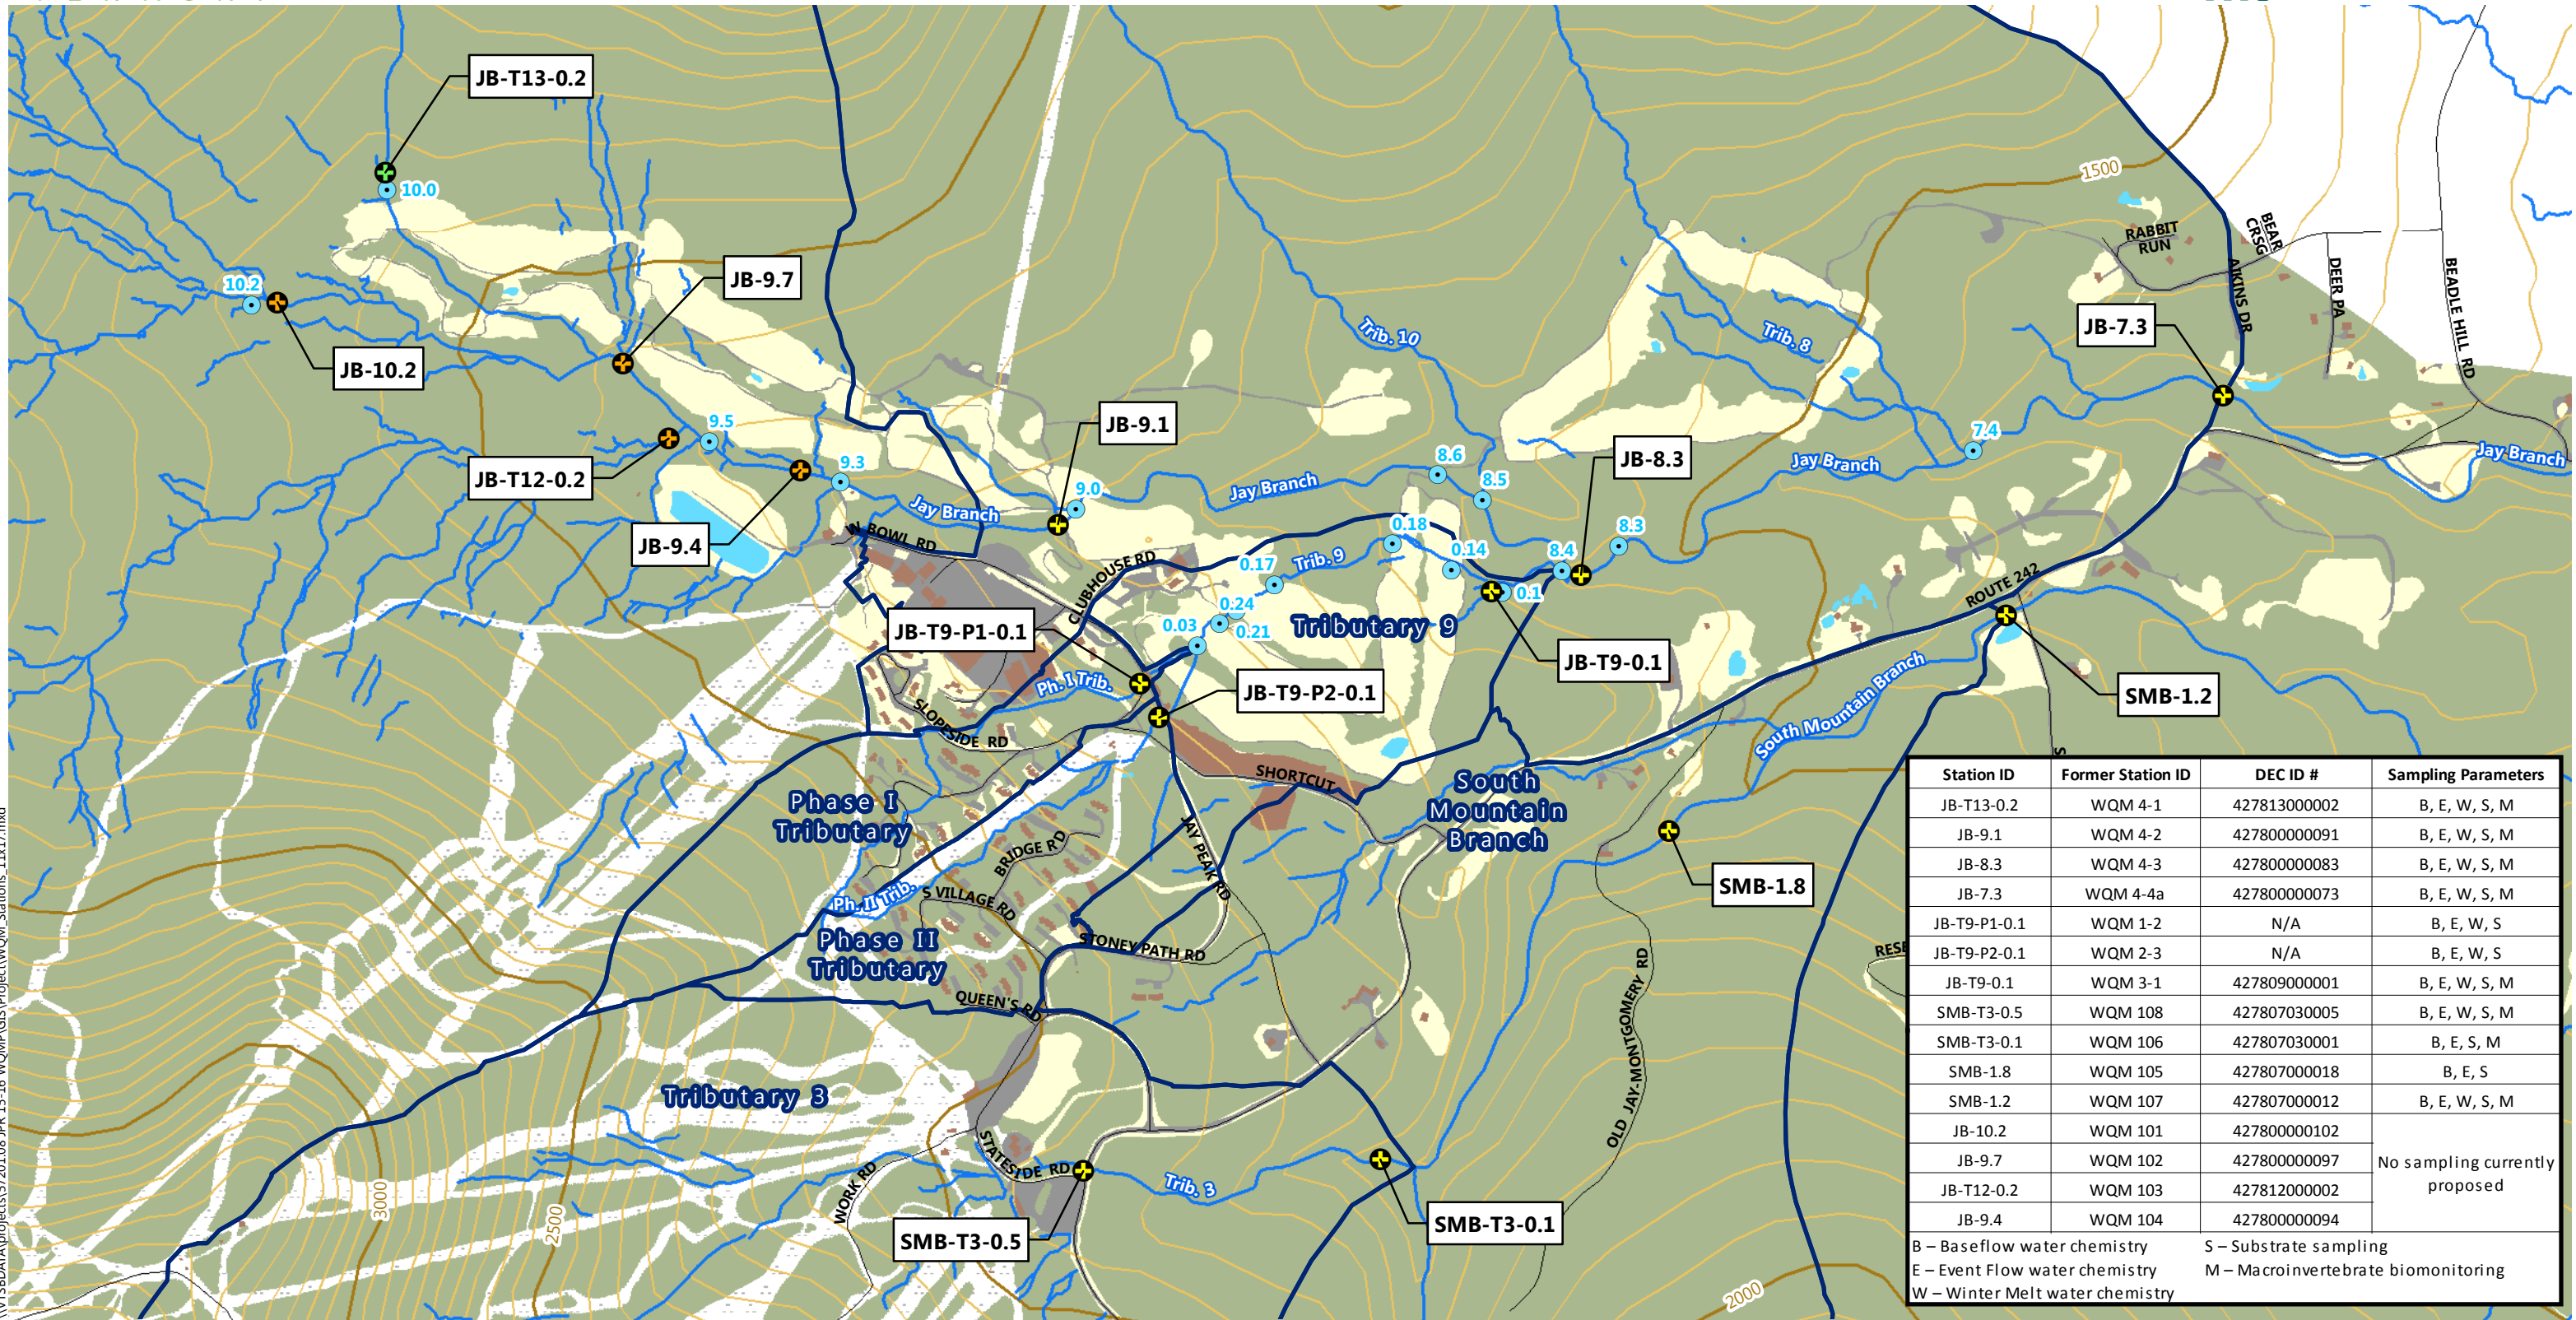 1500
JB-T13-0.2
10.0
RABBIT
RUN
BEAR
CRSG
AIKINS DR
DEER PA
BEADLE HILL RD
10.2
JB-9.7
JB-7.3
Trib. 10
Trib. 8
JB-10.2
9.5
JB-9.1
7.4
JB-T12-0.2
9.3
9.0
8.6
8.5
JB-8.3
Jay Branch
Jay Branch
Jay Branch
Jay Branch
JB-9.4
N BOWL RD
CLUBHOUSE RD
0.18
0.17
Trib. 9
0.14
8.4
8.3
0.1
0.24
0.21
0.03
Tributary 9
ROUTE 242
JB-T9-P1-0.1
JB-T9-0.1
Ph. I Trib.
JB-T9-P2-0.1
SMB-1.2
SLOPESIDE RD
South Mountain Branch
SHORTCUT
South
Mountain
Branch
Phase I
Tributary
JAY PEAK RD
BRIDGE RD
S VILLAGE RD
Ph. II Trib.
SMB-1.8
Phase II
Tributary
STONEY PATH RD
QUEEN'S RD
OLD JAY-MONTGOMERY RD
RESE
S
Tributary 3
STATESIDE RD
WORK RD
Trib. 3
3000
2500
2000
SMB-T3-0.5
SMB-T3-0.1
Station ID Former Station ID DEC ID # Sampling Parameters
JB-T13-0.2 WQM 4-1 427813000002 B, E, W, S, M
JB-9.1 WQM 4-2 427800000091 B, E, W, S, M
JB-8.3 WQM 4-3 427800000083 B, E, W, S, M
JB-7.3 WQM 4-4a 427800000073 B, E, W, S, M
JB-T9-P1-0.1 WQM 1-2 N/A B, E, W, S
JB-T9-P2-0.1 WQM 2-3 N/A B, E, W, S
JB-T9-0.1 WQM 3-1 427809000001 B, E, W, S, M
SMB-T3-0.5 WQM 108 427807030005 B, E, W, S, M
SMB-T3-0.1 WQM 106 427807030001 B, E, S, M
SMB-1.8 WQM 105 427807000018 B, E, S
SMB-1.2 WQM 107 427807000012 B, E, W, S, M
JB-10.2 WQM 101 427800000102
JB-9.7 WQM 102 427800000097
JB-T12-0.2 WQM 103 427812000002
JB-9.4 WQM 104 427800000094
No sampling currently
proposed
B – Baseflow water chemistry S – Substrate sampling
E – Event Flow water chemistry M – Macroinvertebrate biomonitoring
W – Winter Melt water chemistry